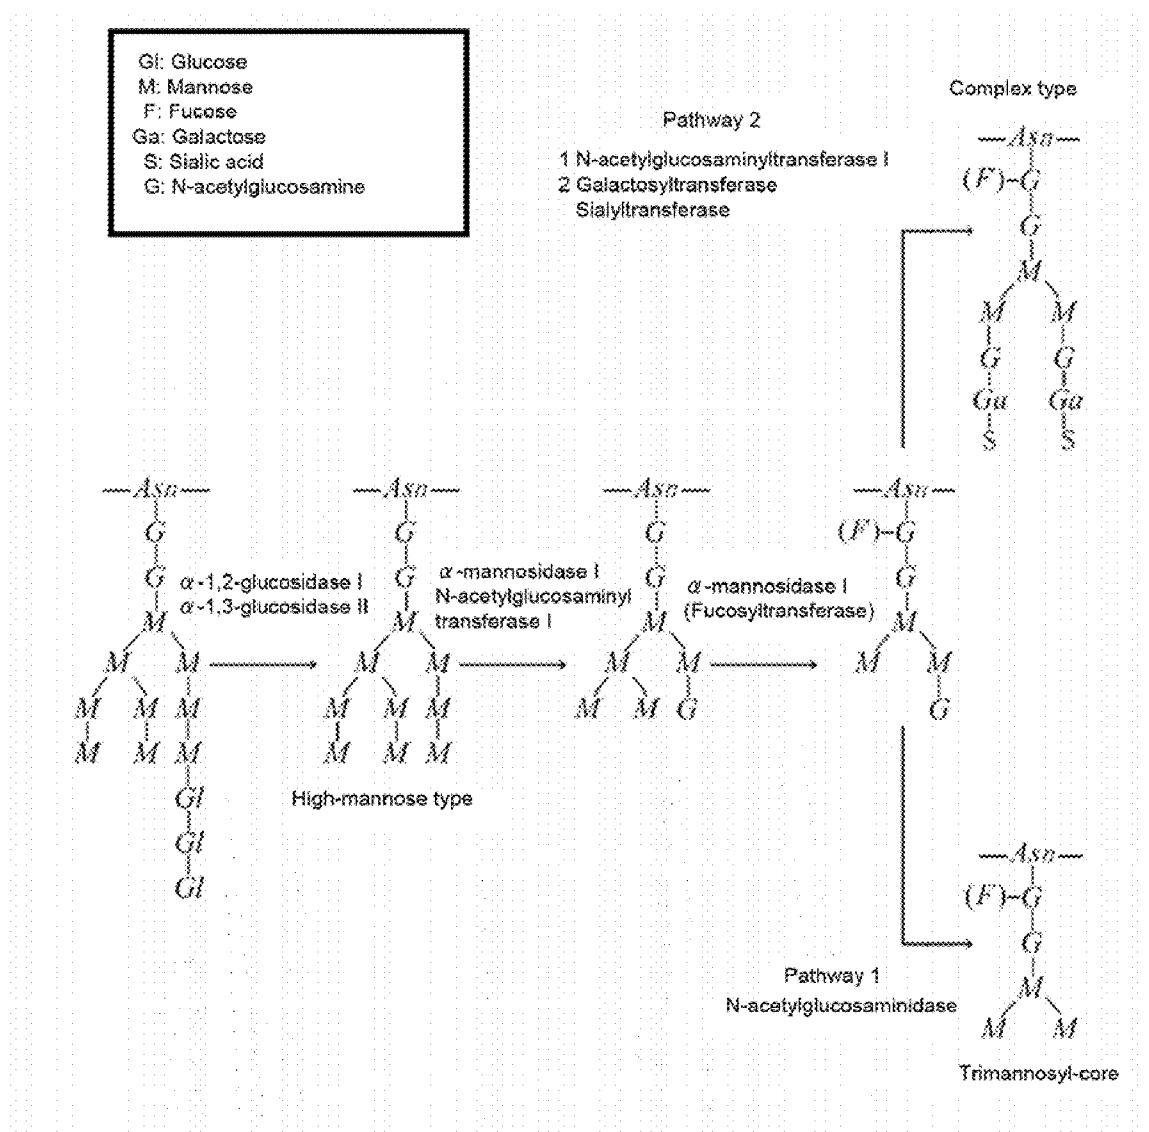 Gl: Glucose
M: Mannose
F: Fucose
Ga: Galactose
S: Sialic acid
G: N-acetylglucosamine
Pathway 2
1 N-acetylglucosaminyltransferase I
2 Galactosyltransferase
Sialyltransferase
Complex type
Asn
(F)-G
G
M
M M
G G
Ga Ga
S S
Asn
G
G
M
M M
M M M
M M M
Gl
Gl
Gl
α-1,2-glucosidase I
α-1,3-glucosidase II
Asn
G
G
M
M M
M M M
M M M
High-mannose type
α-mannosidase I
N-acetylglucosaminyl
transferase I
Asn
G
G
M
M M
M M G
α-mannosidase I
(Fucosyltransferase)
Asn
(F)-G
G
M
M M
G
Pathway 1
N-acetylglucosaminidase
Asn
(F)-G
G
M
M M
Trimannosyl-core